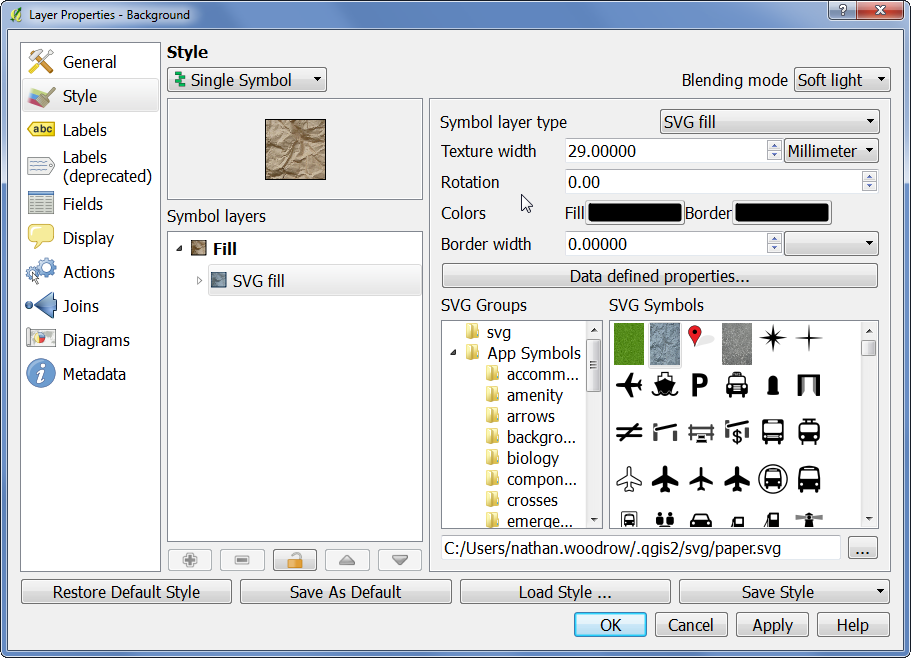 Layer Properties - Background
?
General
Style
Labels
Labels
(deprecated)
Fields
Display
Actions
Joins
Diagrams
Metadata
abc
Style
Single Symbol
Blending mode
Soft light
Symbol layers
Fill
SVG fill
Symbol layer type
SVG fill
Texture width
29.00000
Millimeter
Rotation
0.00
Colors
Fill
Border
Border width
0.00000
Data defined properties...
SVG Groups
SVG Symbols
svg
App Symbols
accomm...
amenity
arrows
backgro...
biology
compon...
crosses
emerge...
P
$
C:/Users/nathan.woodrow/.qgis2/svg/paper.svg
...
Restore Default Style
Save As Default
Load Style ...
Save Style
OK
Cancel
Apply
Help